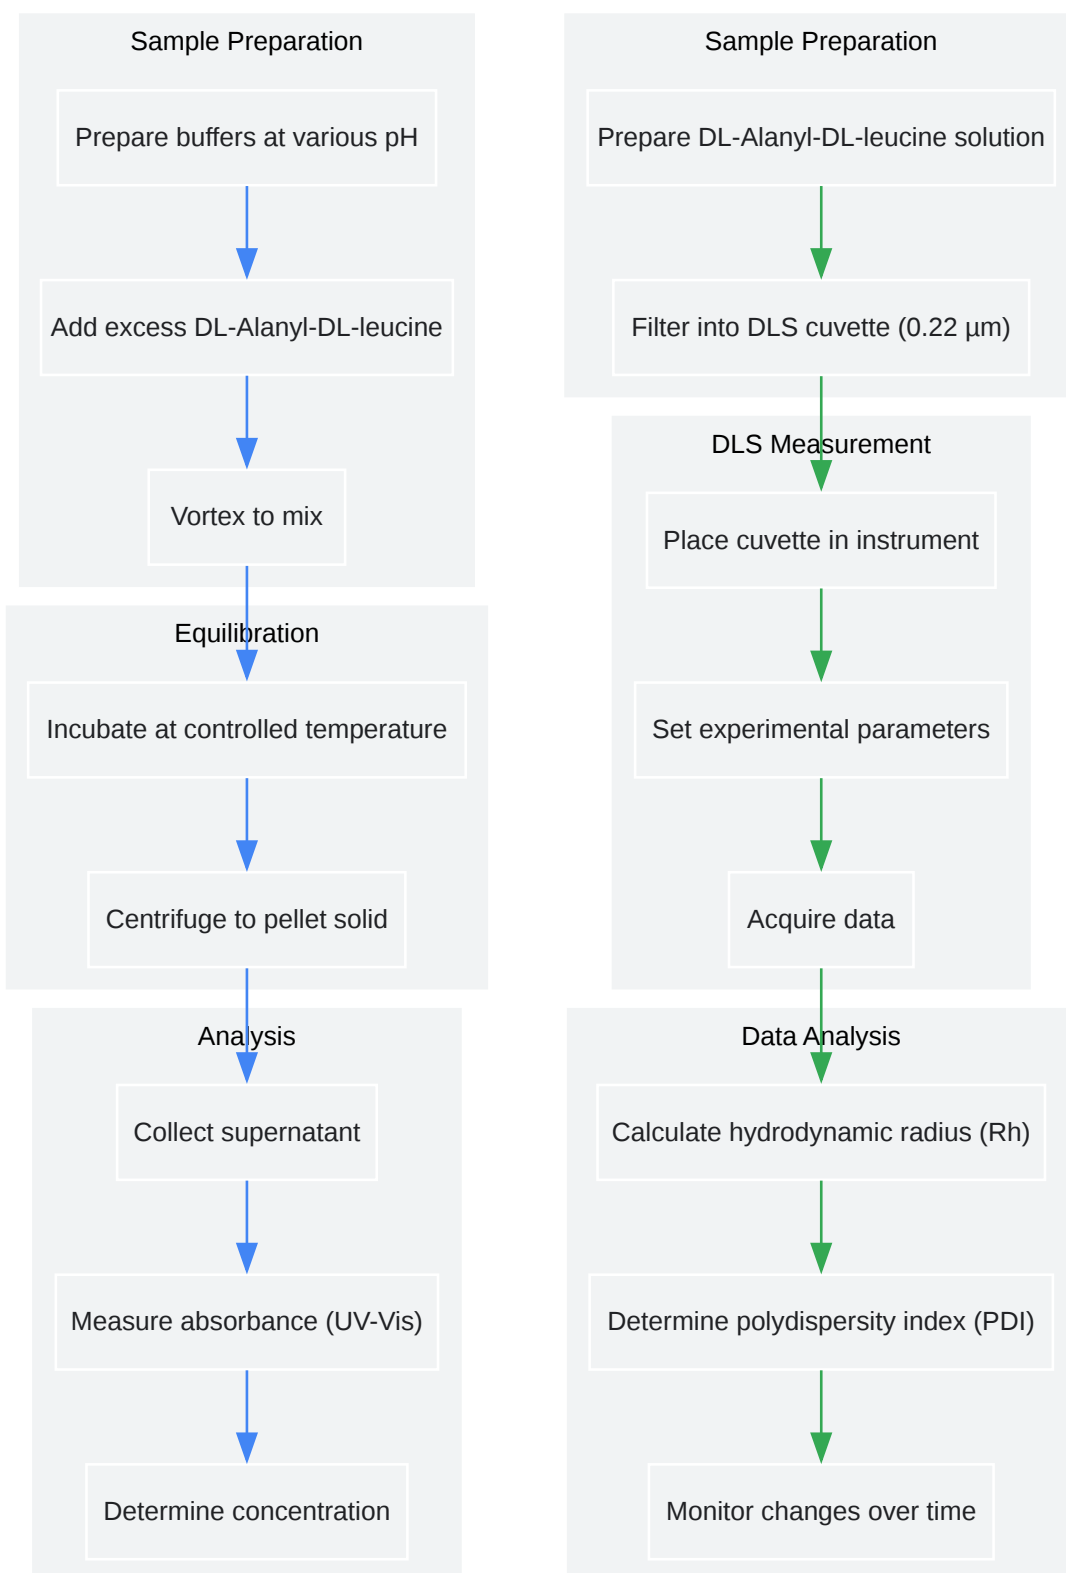 Sample Preparation
Prepare buffers at various pH
Add excess DL-Alanyl-DL-leucine
Vortex to mix
Equilibration
Incubate at controlled temperature
Centrifuge to pellet solid
Analysis
Collect supernatant
Measure absorbance (UV-Vis)
Determine concentration
Sample Preparation
Prepare DL-Alanyl-DL-leucine solution
Filter into DLS cuvette (0.22 µm)
DLS Measurement
Place cuvette in instrument
Set experimental parameters
Acquire data
Data Analysis
Calculate hydrodynamic radius (Rh)
Determine polydispersity index (PDI)
Monitor changes over time